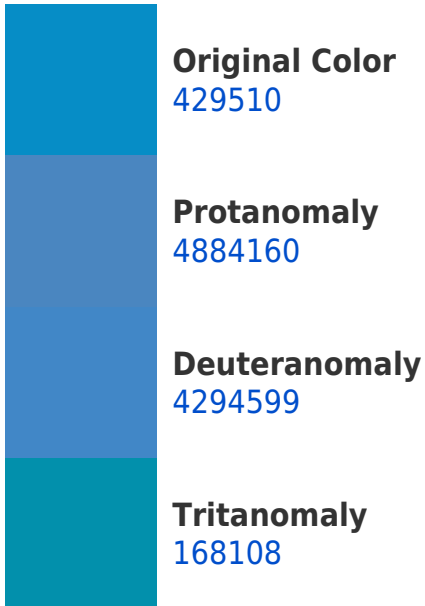 Original Color
429510
Protanomaly
4884160
Deuteranomaly
4294599
Tritanomaly
168108